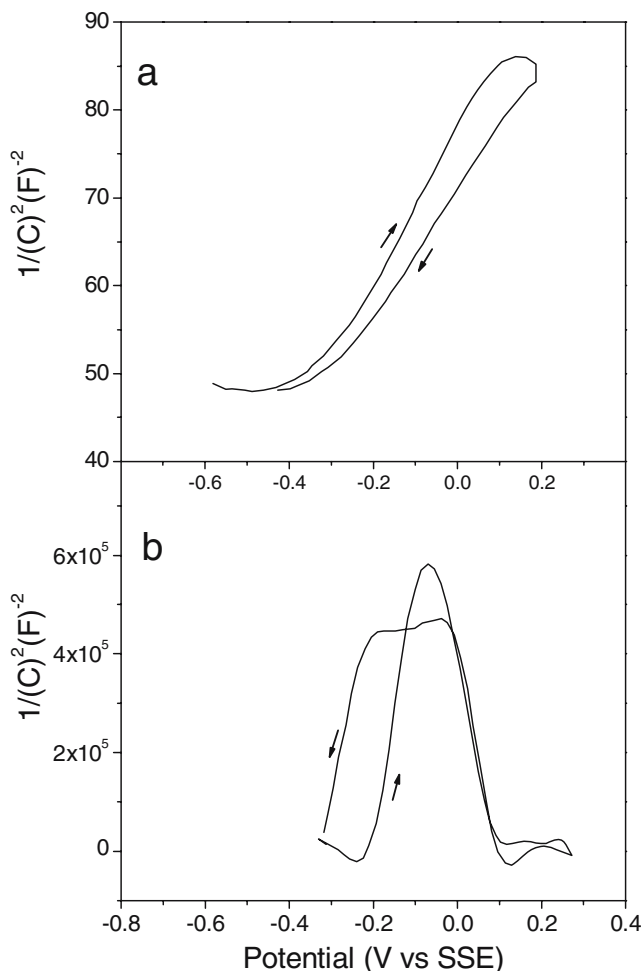 90
a
80
70
60
50
40
1/(C)²(F)⁻²
-0.6 -0.4 -0.2 0.0 0.2
b
6x10⁵
4x10⁵
2x10⁵
0
1/(C)²(F)⁻²
-0.8 -0.6 -0.4 -0.2 0.0 0.2 0.4
Potential (V vs SSE)